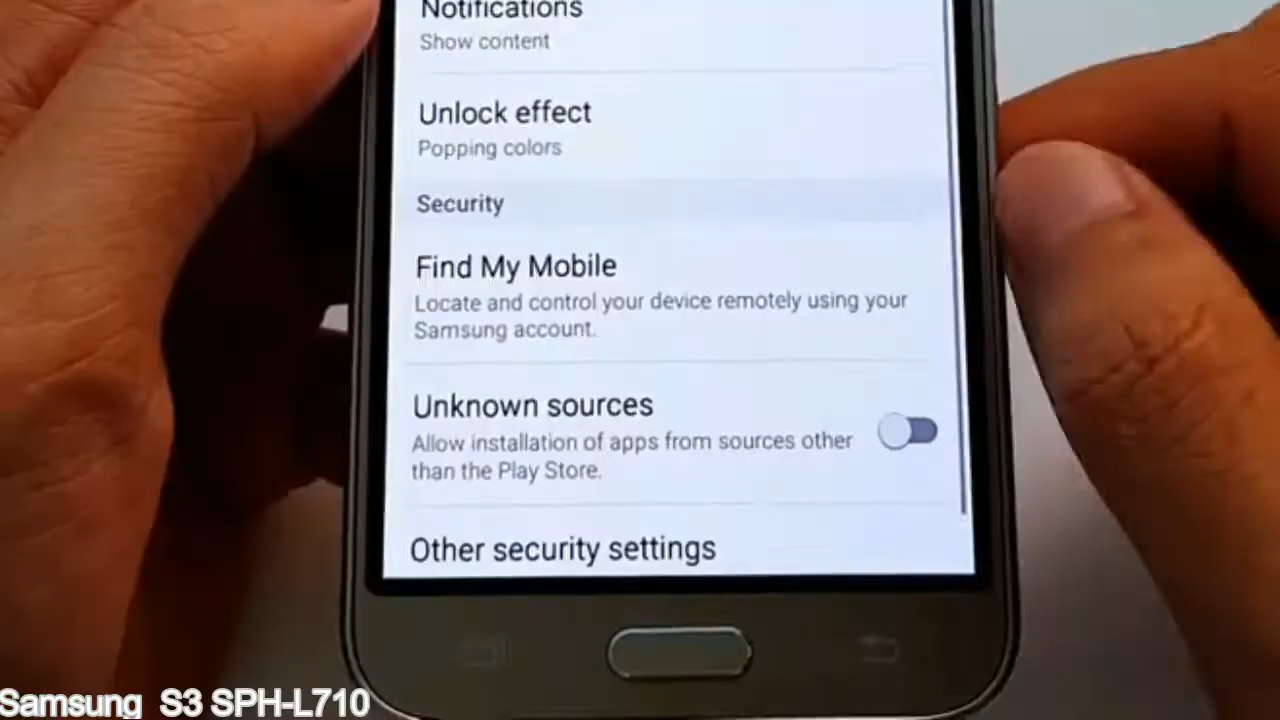 Notifications
Show content
Unlock effect
Popping colors
Security
Find My Mobile
Locate and control your device remotely using your
Samsung account.
Unknown sources
Allow installation of apps from sources other
than the Play Store.
Other security settings
Samsung S3 SPH-L710